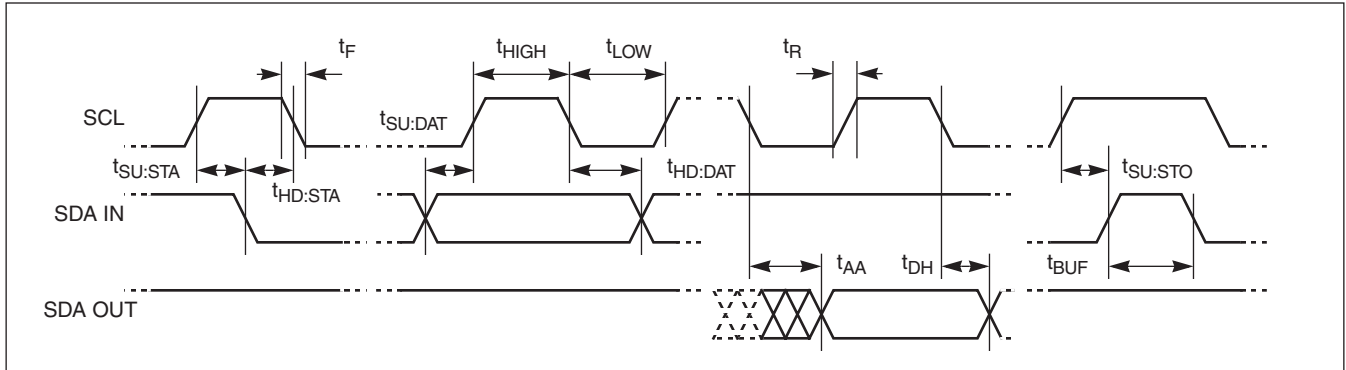 tF
tHIGH
tLOW
tR
SCL
tSU:DAT
tSU:STA
tHD:STA
tHD:DAT
tSU:STO
SDA IN
tAA
tDH
tBUF
SDA OUT